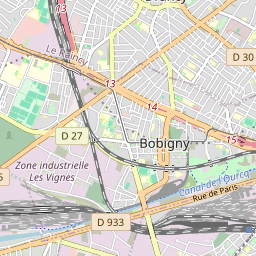 13
Le Raincy
D 30
13
14
D 27
15
Bobigny
Zone industrielle
Les Vignes
Canal de l'Ourcq
Rue de Paris
D 933